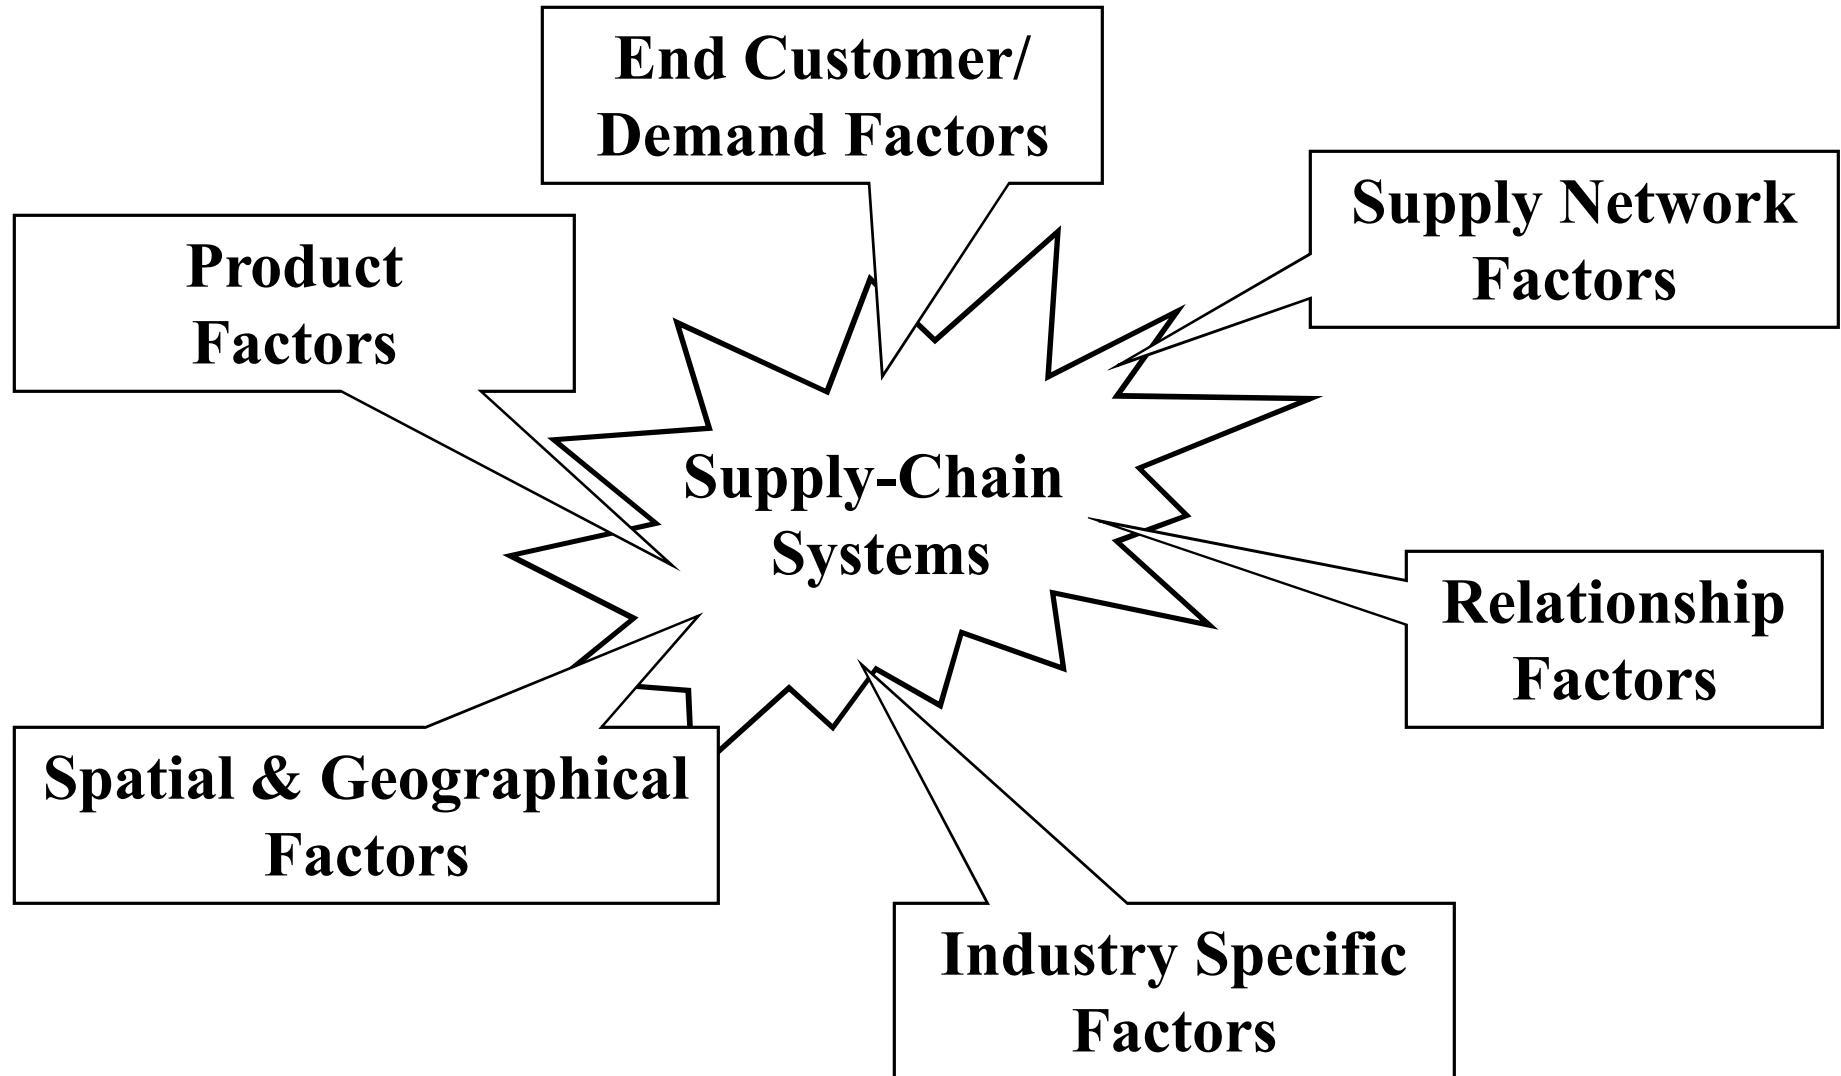 End Customer/
Demand Factors
Supply Network
Factors
Product
Factors
Supply-Chain
Systems
Relationship
Factors
Spatial & Geographical
Factors
Industry Specific
Factors